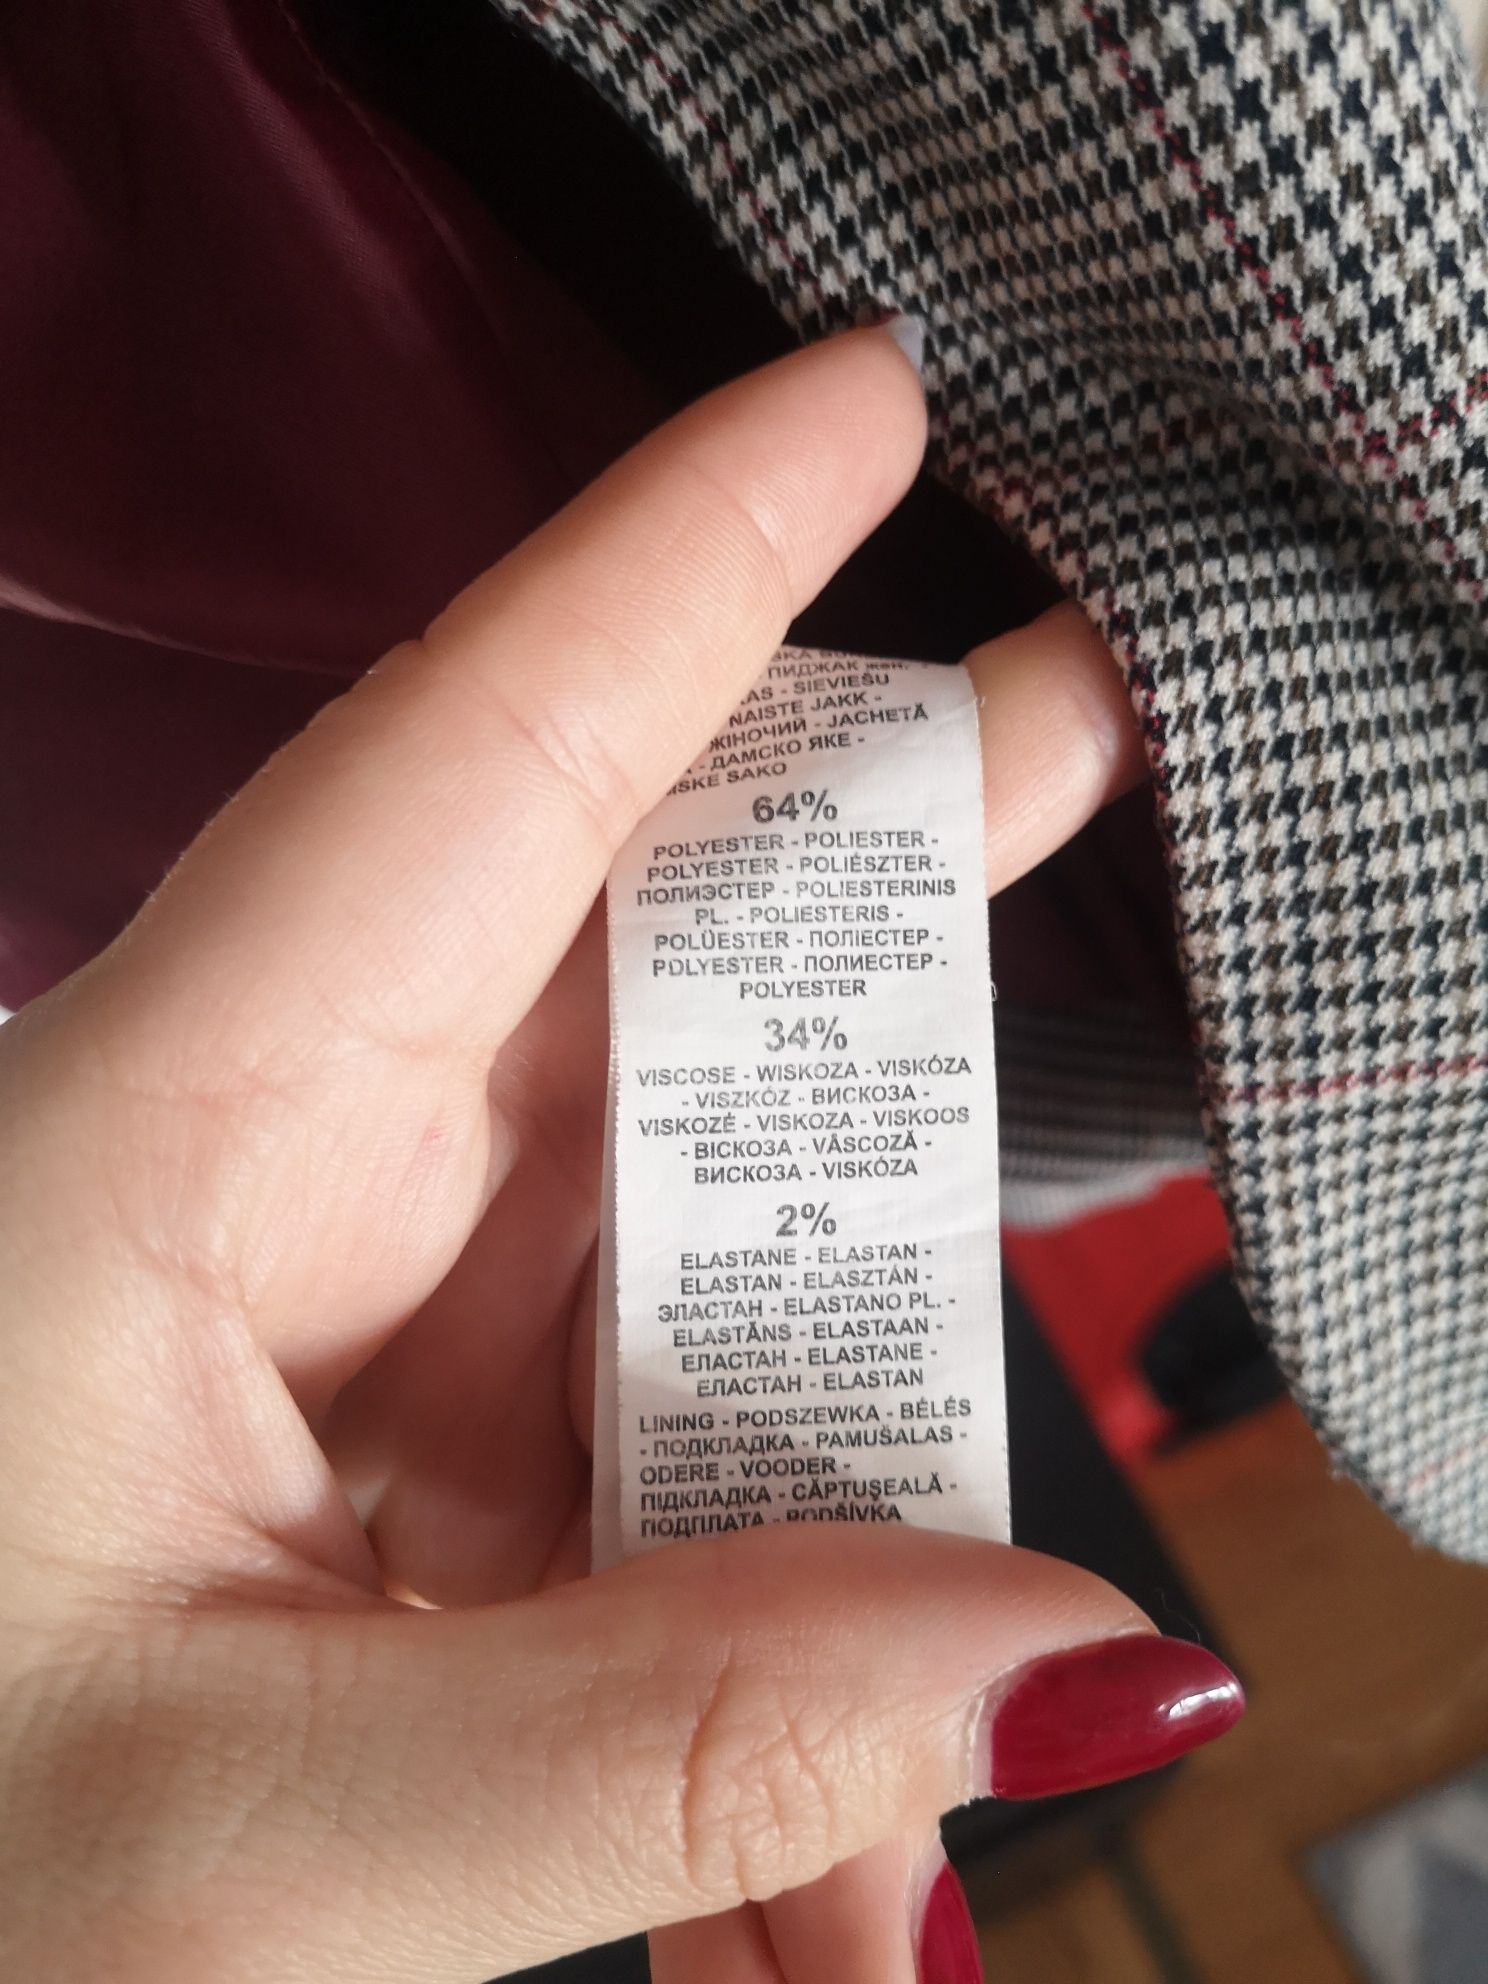 ПИДЖАК жен.
- SIEVIEŠU
NAISTE JAKK -
ЖІНОЧИЙ - JACHETĂ
- ДАМСКО ЯКЕ -
SAKO
64%
POLYESTER - POLIESTER -
POLYESTER - POLIÉSZTER -
ПОЛИЭСТЕР - POLIESTERINIS
PL. - POLIESTERIS -
POLÜESTER - ПОЛІЕСТЕР -
POLYESTER - ПОЛИЕСТЕР -
POLYESTER
34%
VISCOSE - WISKOZA - VISKÓZA
- VISZKÓZ - ВИСКОЗА -
VISKOZÉ - VISKOZA - VISKOOS
- ВІСКОЗА - VÂSCOZĂ -
ВИСКОЗА - VISKÓZA
2%
ELASTANE - ELASTAN -
ELASTAN - ELASZTÁN -
ЭЛАСТАН - ELASTANO PL. -
ELASTĀNS - ELASTAAN -
ЕЛАСТАН - ELASTANE -
ЕЛАСТАН - ELASTAN
LINING - PODSZEWKA - BÉLÉS
- ПОДКЛАДКА - PAMUŠALAS -
ODERE - VOODER -
ПІДКЛАДКА - CĂPTUŞEALĂ -
ПОДПЛАТА - PODŠÍVKA